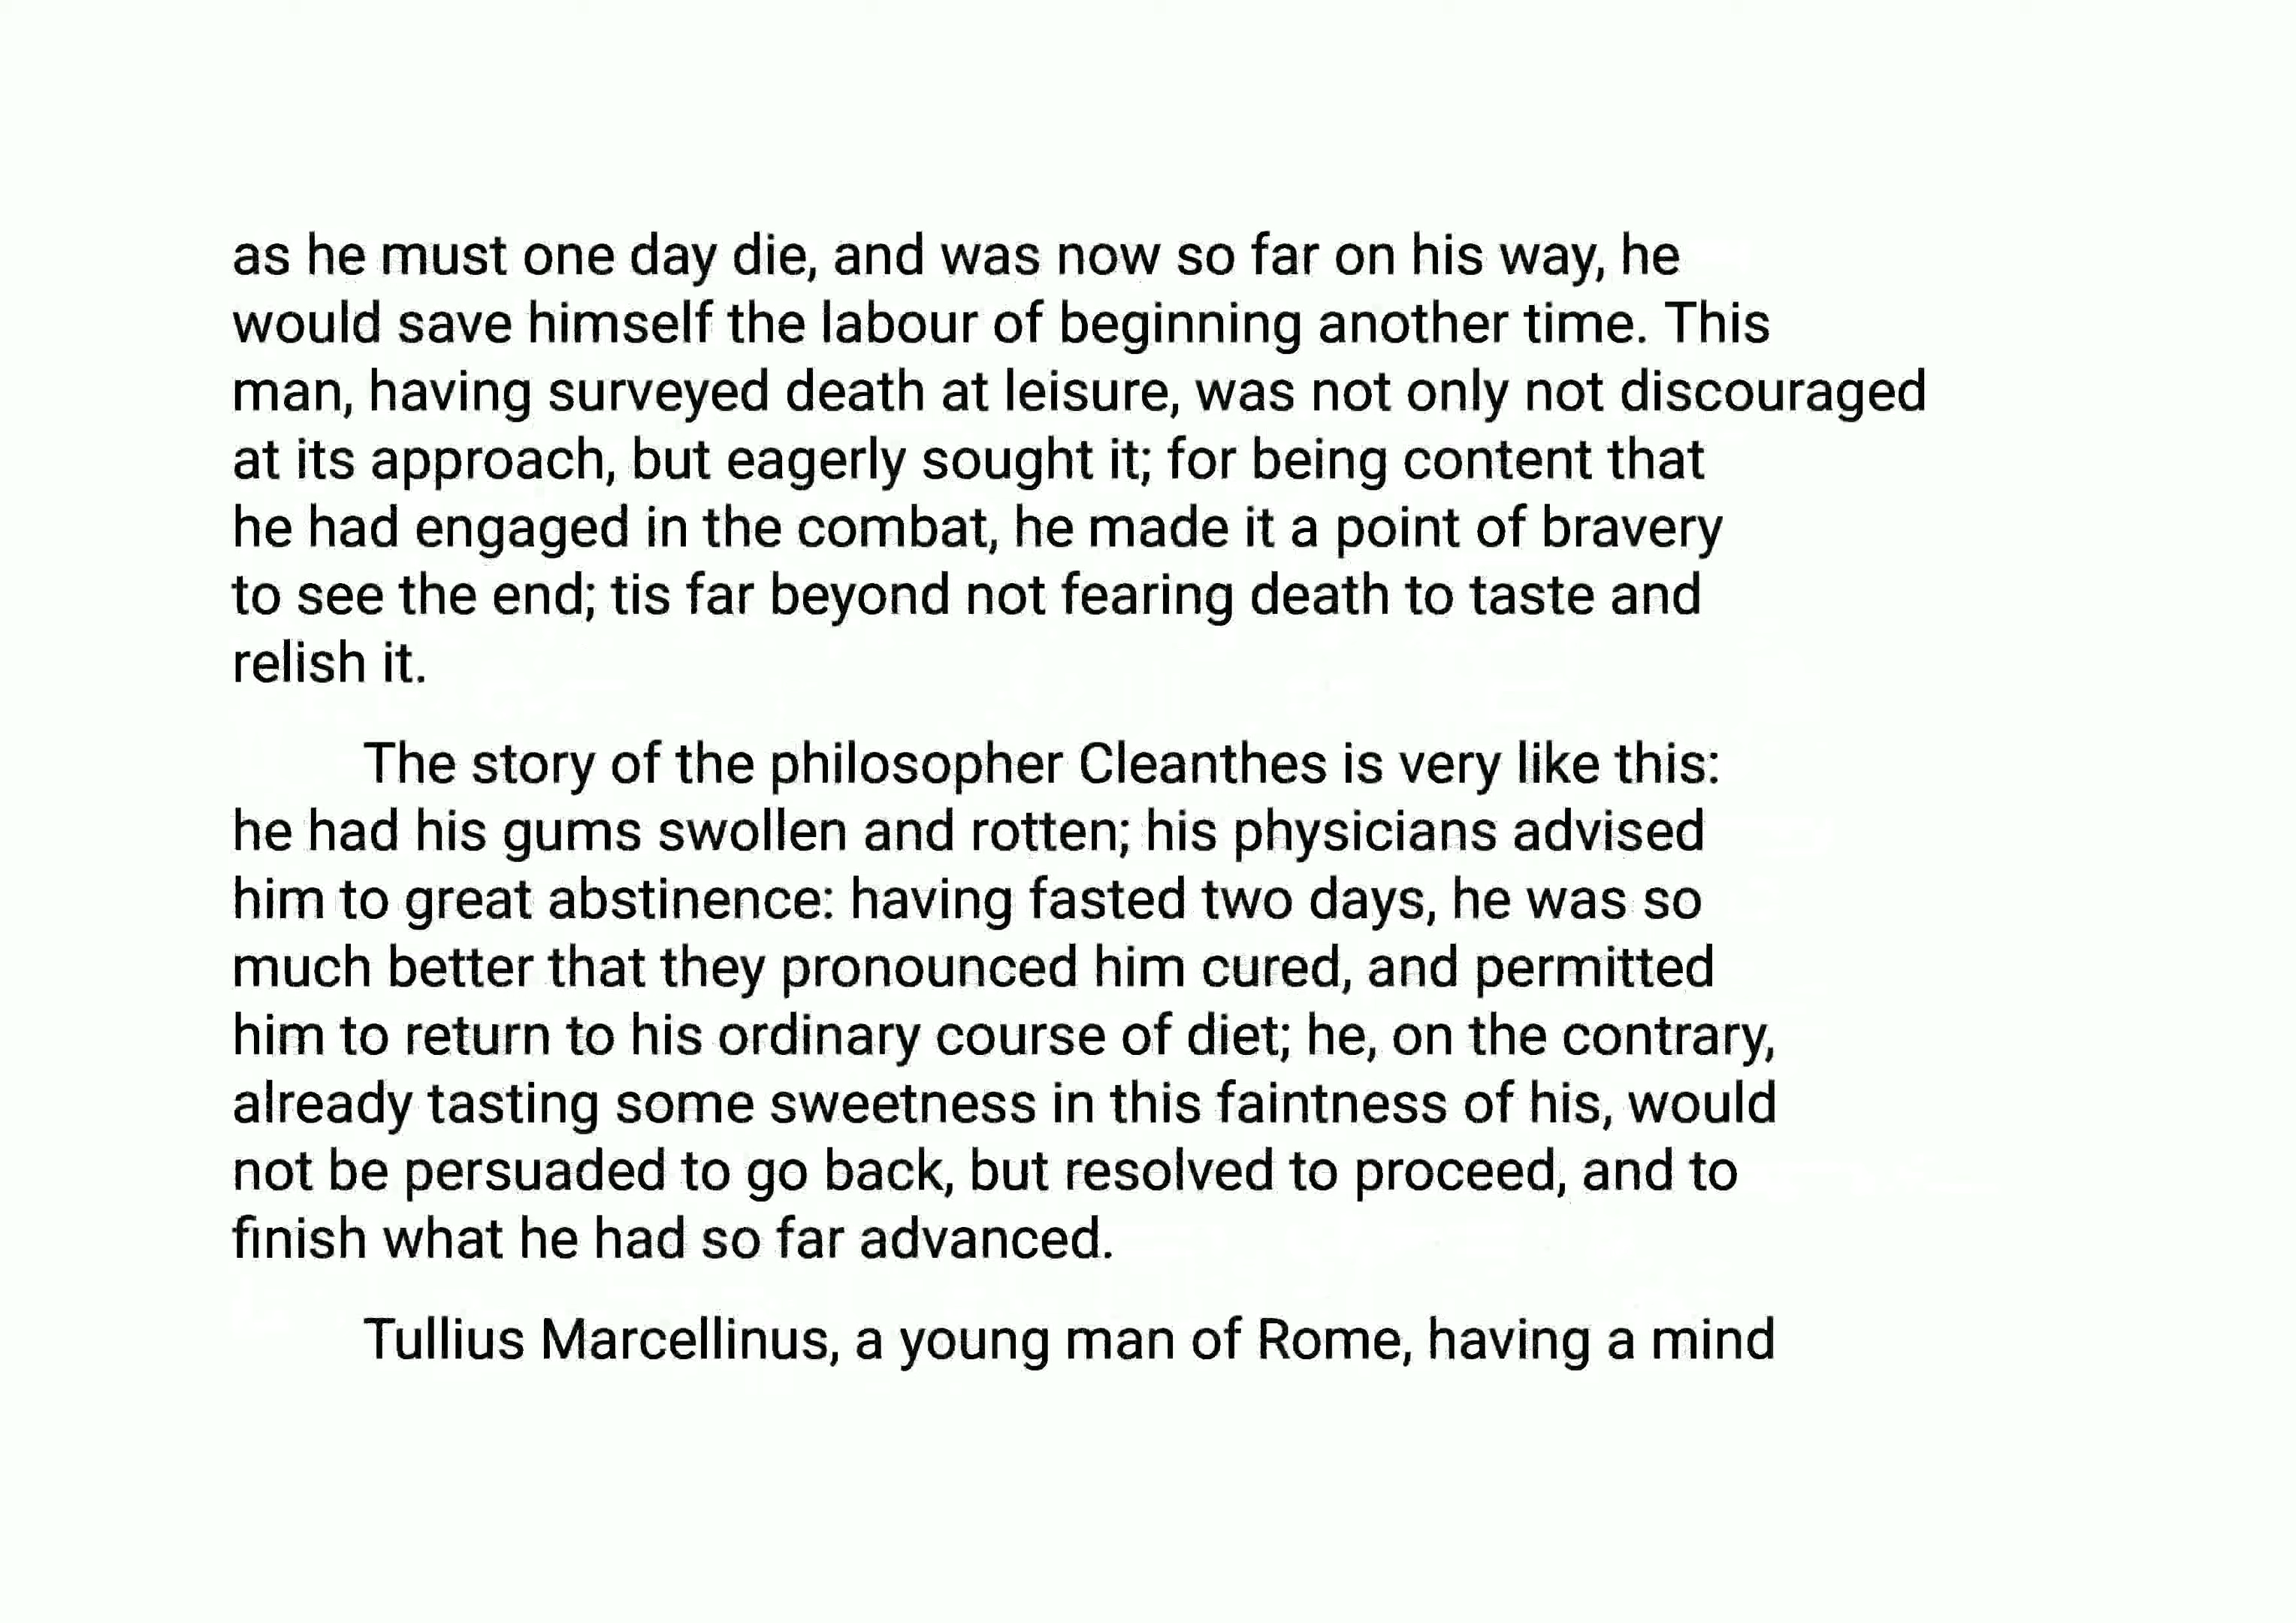 as he must one day die, and was now so far on his way, he
would save himself the labour of beginning another time. This
man, having surveyed death at leisure, was not only not discouraged
at its approach, but eagerly sought it; for being content that
he had engaged in the combat, he made it a point of bravery
to see the end; tis far beyond not fearing death to taste and
relish it.
The story of the philosopher Cleanthes is very like this:
he had his gums swollen and rotten; his physicians advised
him to great abstinence: having fasted two days, he was so
much better that they pronounced him cured, and permitted
him to return to his ordinary course of diet; he, on the contrary,
already tasting some sweetness in this faintness of his, would
not be persuaded to go back, but resolved to proceed, and to
finish what he had so far advanced.
Tullius Marcellinus, a young man of Rome, having a mind